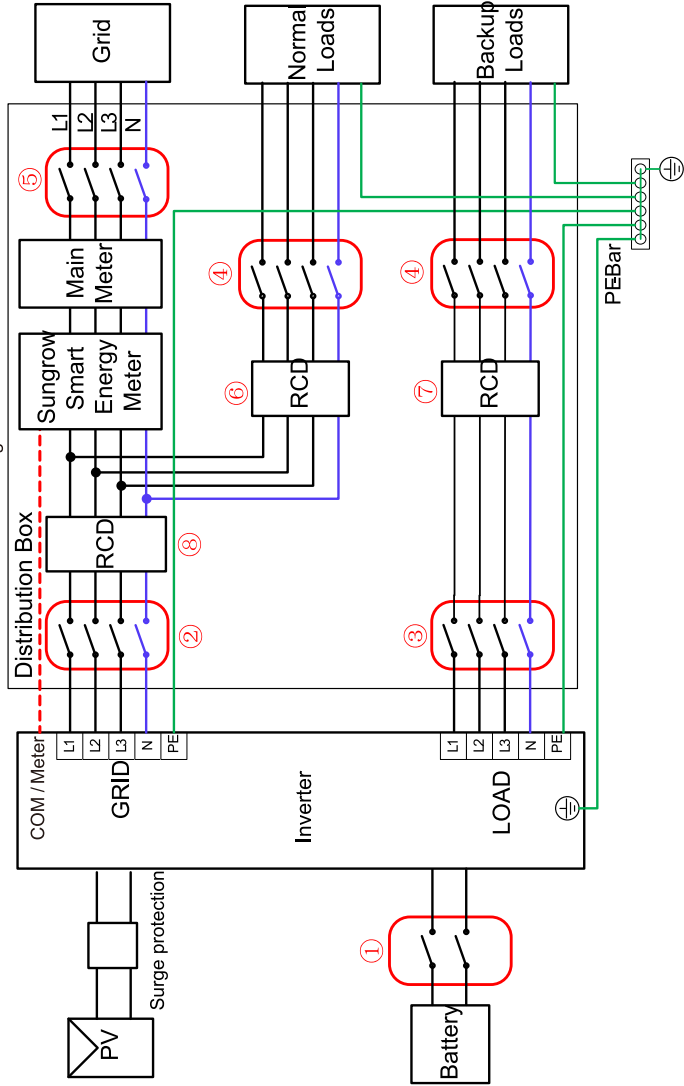 Grid
Normal
Loads
Backup
Loads
L1
L2
L3
N
⑤
Main
Meter
④
④
PE-Bar
Sungrow
Smart
Energy
Meter
⑥
RCD
⑦
RCD
Distribution Box
RCD
⑧
②
③
COM / Meter
L1
L2
L3
N
PE
GRID
L1
L2
L3
N
PE
LOAD
Inverter
Surge protection
①
PV
Battery